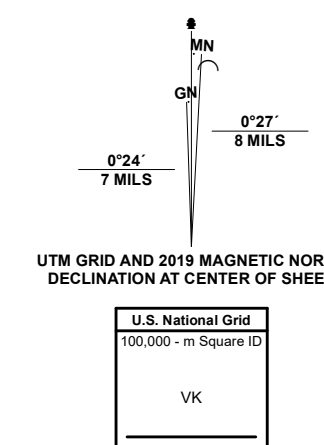 MN
GN
0°27´
8 MILS
0°24´
7 MILS
UTM GRID AND 2019 MAGNETIC NOR
DECLINATION AT CENTER OF SHEE
U.S. National Grid
100,000 - m Square ID
VK